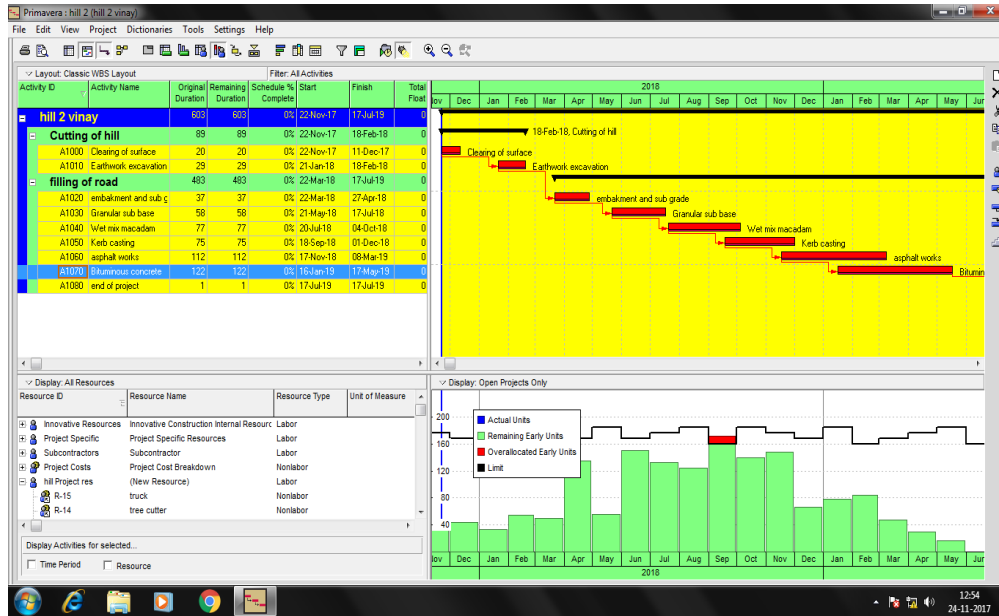 Primavera : hill 2 (hill 2 vinay)
File Edit View Project Dictionaries Tools Settings Help
Layout: Classic WBS Layout Filter: All Activities
Activity ID Activity Name Original Duration Remaining Duration Schedule % Complete Start Finish Total Float
hill 2 vinay 603 603 0% 22-Nov-17 17-Jul-19 0
Cutting of hill 89 89 0% 22-Nov-17 18-Feb-18 0
A1000 Clearing of surface 20 20 0% 22-Nov-17 11-Dec-17 0
A1010 Earthwork excavation 29 29 0% 21-Jan-18 18-Feb-18 0
filling of road 483 483 0% 22-Mar-18 17-Jul-19 0
A1020 embakment and sub g 37 37 0% 22-Mar-18 27-Apr-18 0
A1030 Granular sub base 58 58 0% 21-May-18 17-Jul-18 0
A1040 Wet mix macadam 77 77 0% 20-Jul-18 04-Oct-18 0
A1050 Kerb casting 75 75 0% 18-Sep-18 01-Dec-18 0
A1060 asphalt works 112 112 0% 17-Nov-18 08-Mar-19 0
A1070 Bituminous concrete 122 122 0% 16-Jan-19 17-May-19 0
A1080 end of project 1 1 0% 17-Jul-19 17-Jul-19 0
2018
ov Dec Jan Feb Mar Apr May Jun Jul Aug Sep Oct Nov Dec Jan Feb Mar Apr May Jun
18-Feb-18, Cutting of hill
Clearing of surface
Earthwork excavation
embakment and sub grade
Granular sub base
Wet mix macadam
Kerb casting
asphalt works
Bitumin
Display: All Resources
Resource ID Resource Name Resource Type Unit of Measure
Innovative Resources Innovative Construction Internal Resourc Labor
Project Specific Project Specific Resources Labor
Subcontractors Subcontractor Labor
Project Costs Project Cost Breakdown Nonlabor
hill Project res (New Resource) Labor
R-15 truck Nonlabor
R-14 tree cutter Nonlabor
Display Activities for selected...
Time Period Resource
Display: Open Projects Only
200
160
120
80
40
Actual Units
Remaining Early Units
Overallocated Early Units
Limit
ov Dec Jan Feb Mar Apr May Jun Jul Aug Sep Oct Nov Dec Jan Feb Mar Apr May Jun
2018
12:54
24-11-2017